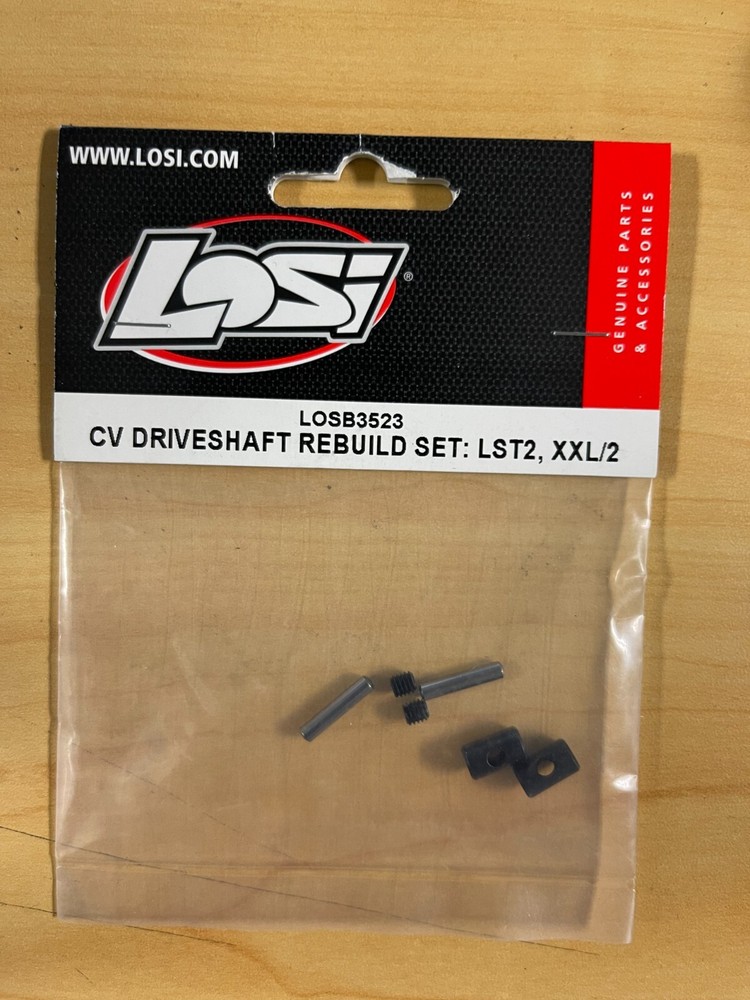 WWW.LOSI.COM
LOSI®
GENUINE PARTS
& ACCESSORIES
LOSB3523
CV DRIVESHAFT REBUILD SET: LST2, XXL/2